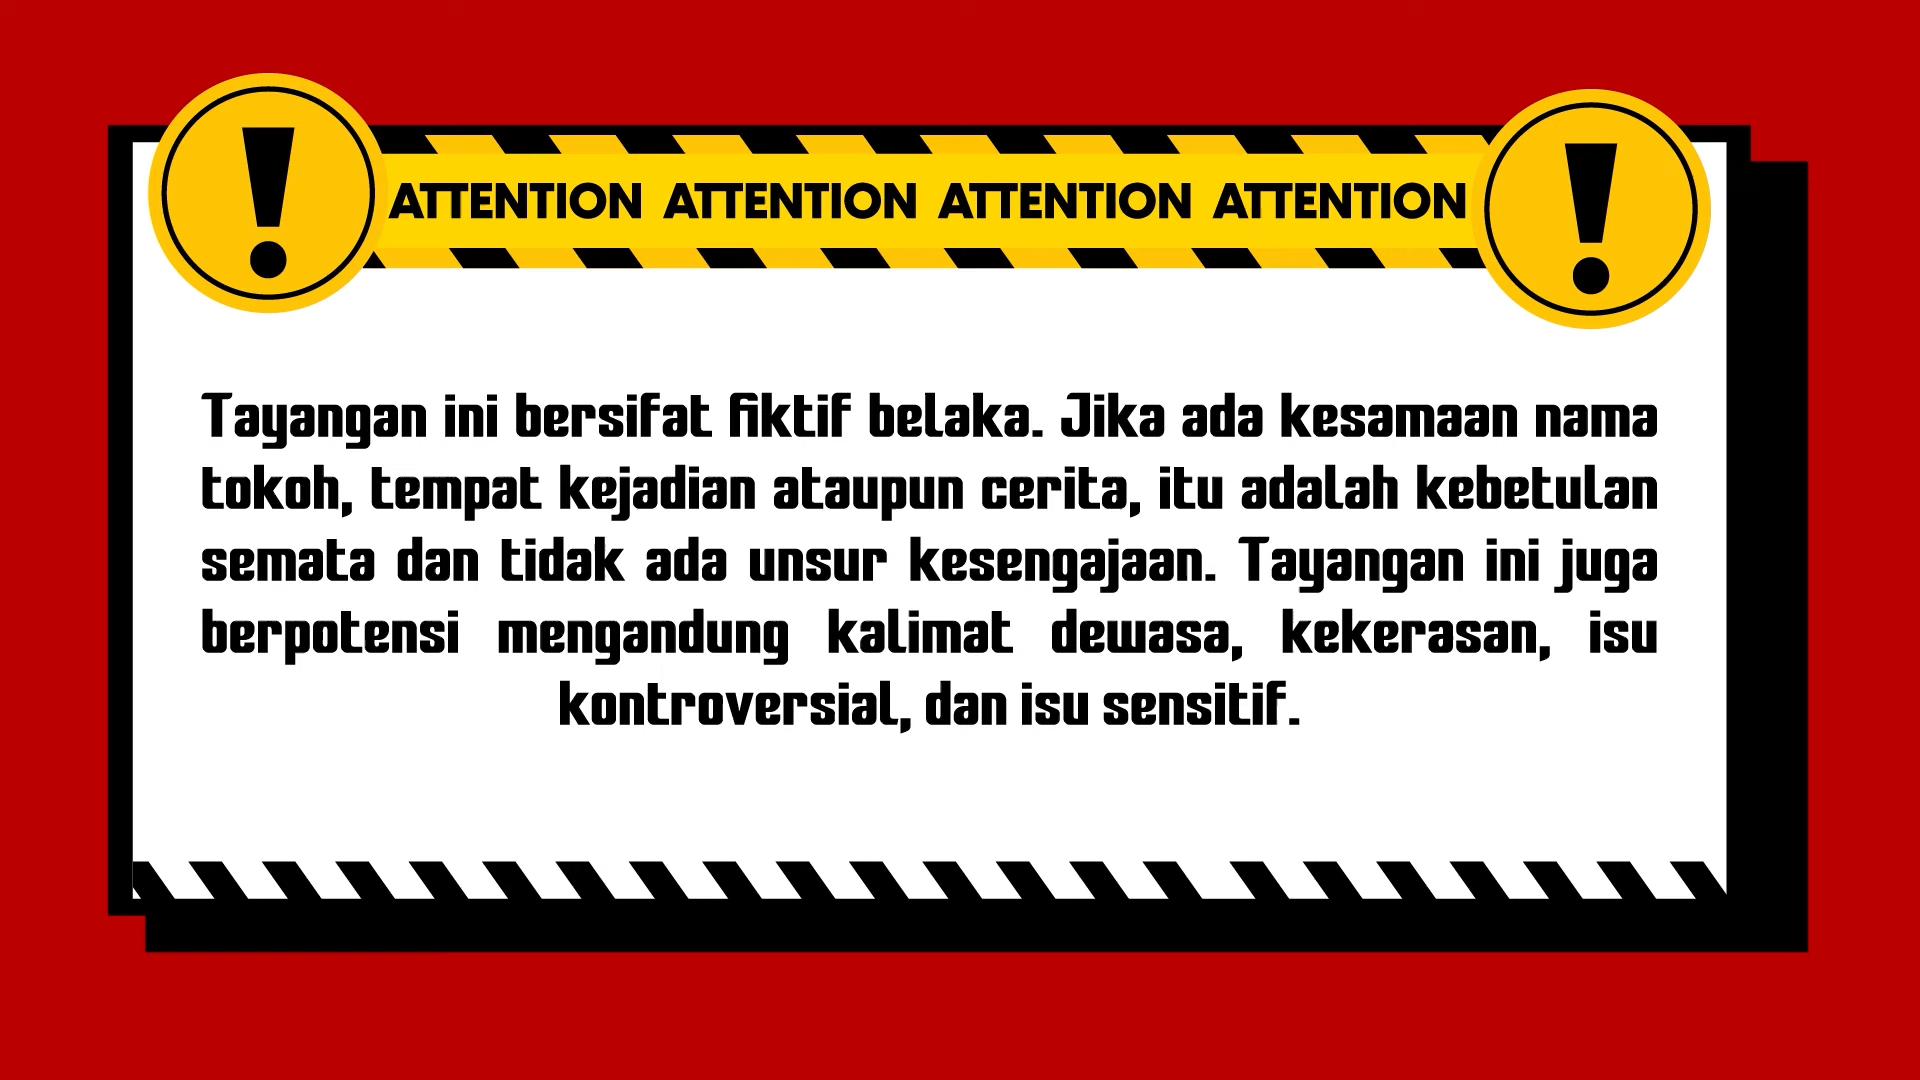 ATTENTION ATTENTION ATTENTION ATTENTION
Tayangan ini bersifat fiktif belaka. Jika ada kesamaan nama
tokoh, tempat kejadian ataupun cerita, itu adalah kebetulan
semata dan tidak ada unsur kesengajaan. Tayangan ini juga
berpotensi mengandung kalimat dewasa, kekerasan, isu
kontroversial, dan isu sensitif.